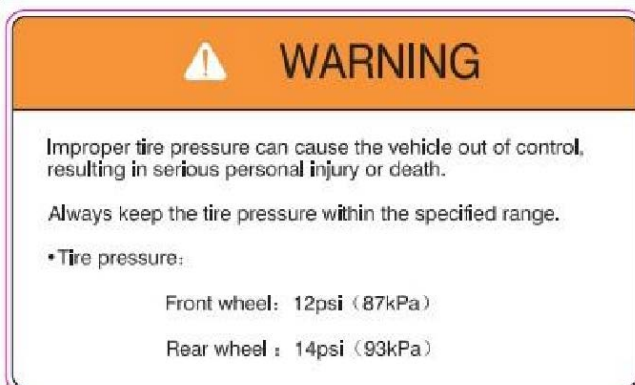 WARNING
Improper tire pressure can cause the vehicle out of control,
resulting in serious personal injury or death.
Always keep the tire pressure within the specified range.
•Tire pressure:
Front wheel: 12psi（87kPa）
Rear wheel : 14psi（93kPa）